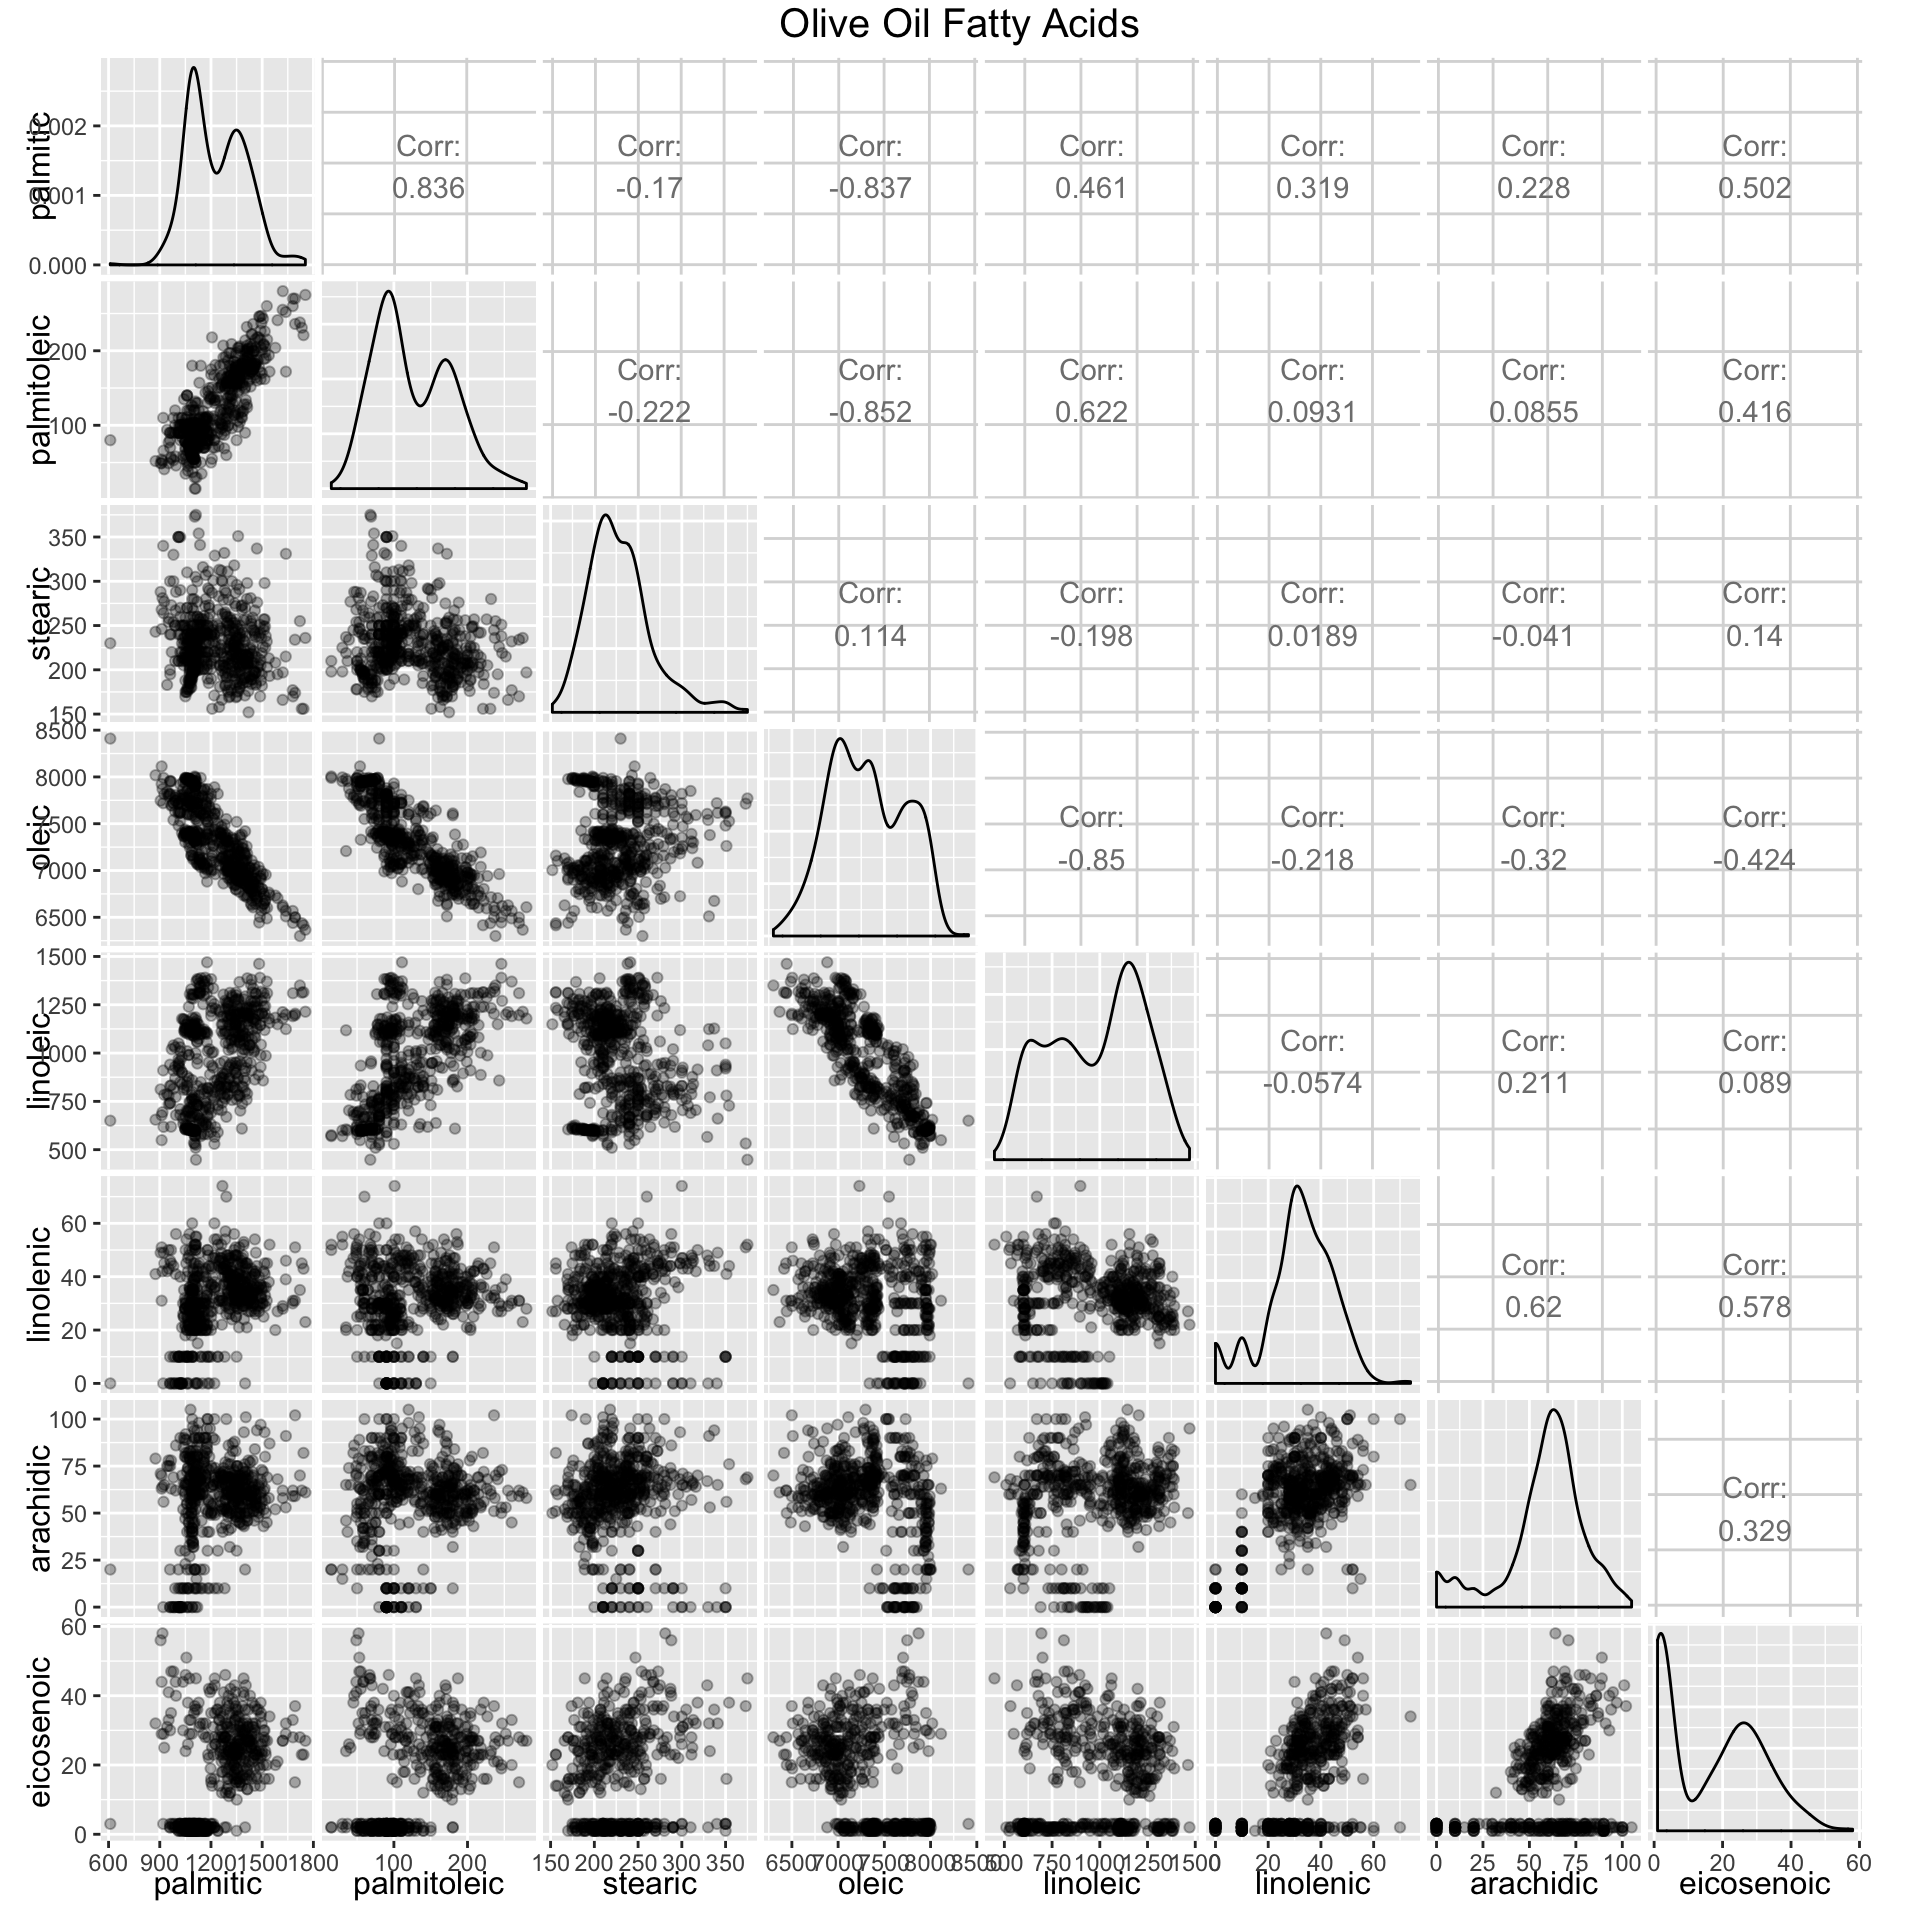 Olive Oil Fatty Acids
palmitic
0.002
0.001
0.000
Corr: Corr: Corr: Corr: Corr: Corr: Corr:
0.836 -0.17 -0.837 0.461 0.319 0.228 0.502
palmitoleic
200
100
Corr: Corr: Corr: Corr: Corr: Corr:
-0.222 -0.852 0.622 0.0931 0.0855 0.416
stearic
350
300
250
200
150
Corr: Corr: Corr: Corr: Corr:
0.114 -0.198 0.0189 -0.041 0.14
oleic
8500
8000
7500
7000
6500
Corr: Corr: Corr: Corr:
-0.85 -0.218 -0.32 -0.424
linoleic
1500
1250
1000
750
500
Corr: Corr: Corr:
-0.0574 0.211 0.089
linolenic
60
40
20
0
Corr: Corr:
0.62 0.578
arachidic
100
75
50
25
0
Corr:
0.329
eicosenoic
60
40
20
0
600 900 1200 1500 1800 100 200 150 200 250 300 350 6500 7000 7500 8000 8500 500 750 1000 1250 1500 0 20 40 60 0 25 50 75 100 0 20 40 60
palmitic palmitoleic stearic oleic linoleic linolenic arachidic eicosenoic